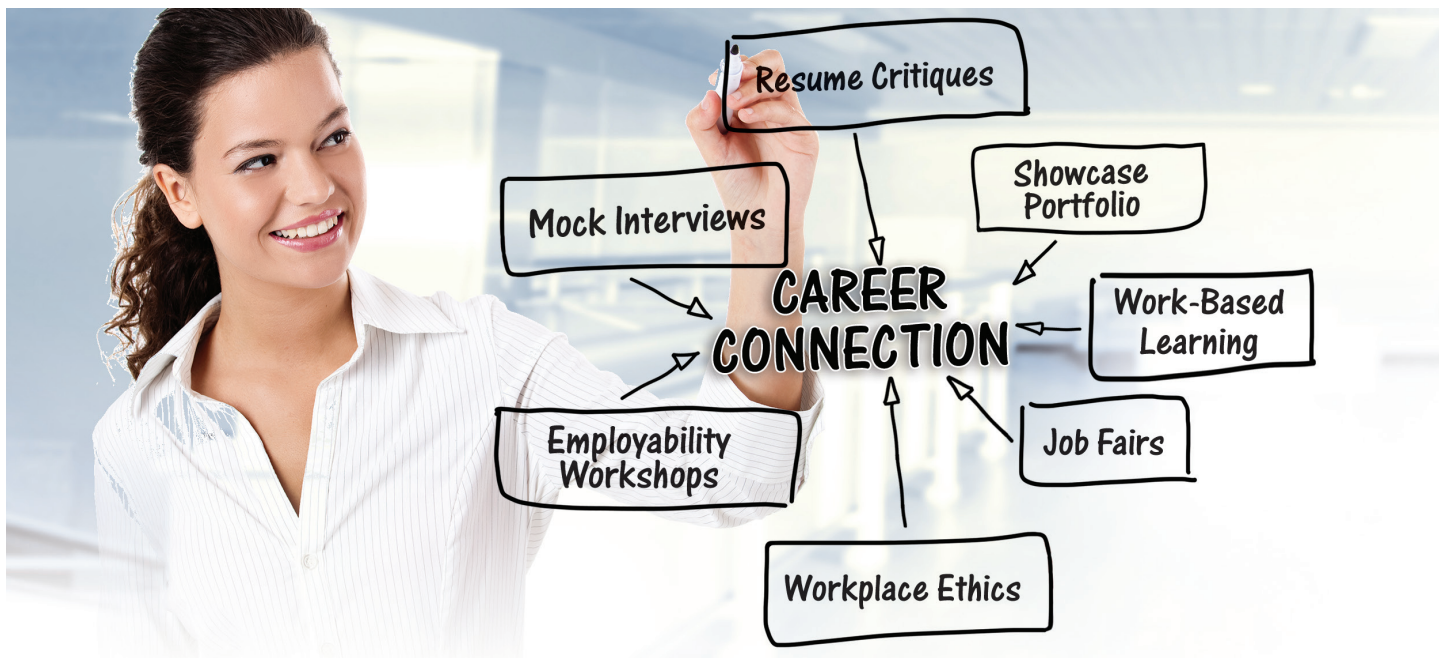 Resume Critiques
Showcase
Portfolio
Mock Interviews
CAREER
CONNECTION
Work-Based
Learning
Employability
Workshops
Job Fairs
Workplace Ethics